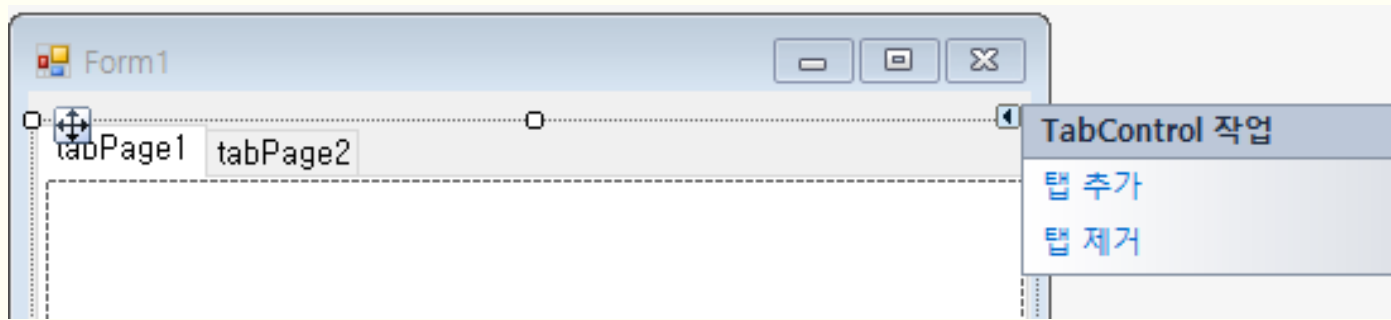 Form1
tabPage1 tabPage2
TabControl 작업
탭 추가
탭 제거